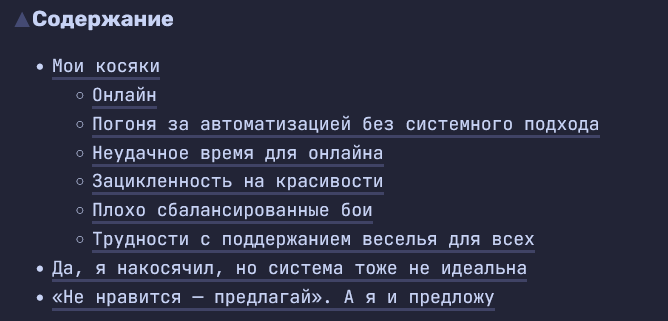 Содержание
Мои косяки
Онлайн
Погоня за автоматизацией без системного подхода
Неудачное время для онлайна
Зацикленность на красивости
Плохо сбалансированные бои
Трудности с поддержанием веселья для всех
Да, я накосячил, но система тоже не идеальна
«Не нравится — предлагай». А я и предложу